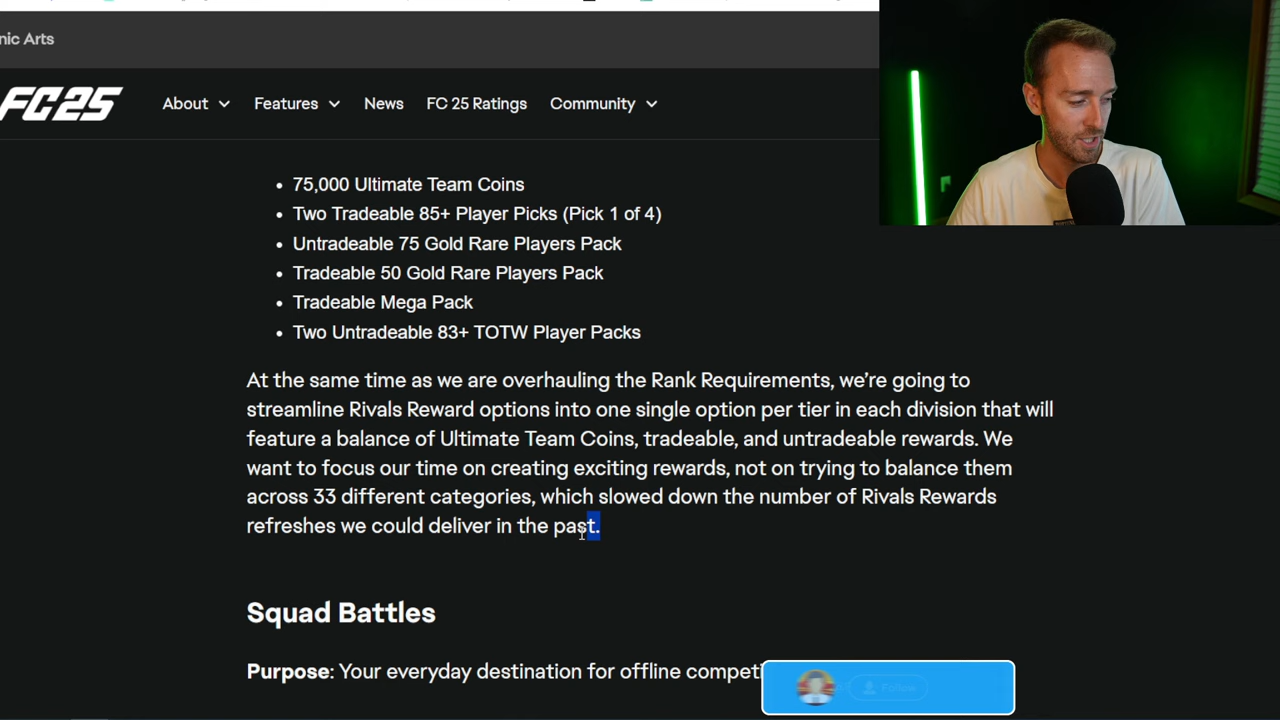 nic Arts
FC 25
About
Features
News
FC 25 Ratings
Community
75,000 Ultimate Team Coins
Two Tradeable 85+ Player Picks (Pick 1 of 4)
Untradeable 75 Gold Rare Players Pack
Tradeable 50 Gold Rare Players Pack
Tradeable Mega Pack
Two Untradeable 83+ TOTW Player Packs
At the same time as we are overhauling the Rank Requirements, we’re going to
streamline Rivals Reward options into one single option per tier in each division that will
feature a balance of Ultimate Team Coins, tradeable, and untradeable rewards. We
want to focus our time on creating exciting rewards, not on trying to balance them
across 33 different categories, which slowed down the number of Rivals Rewards
refreshes we could deliver in the past.
Squad Battles
Purpose: Your everyday destination for offline competi
Follow